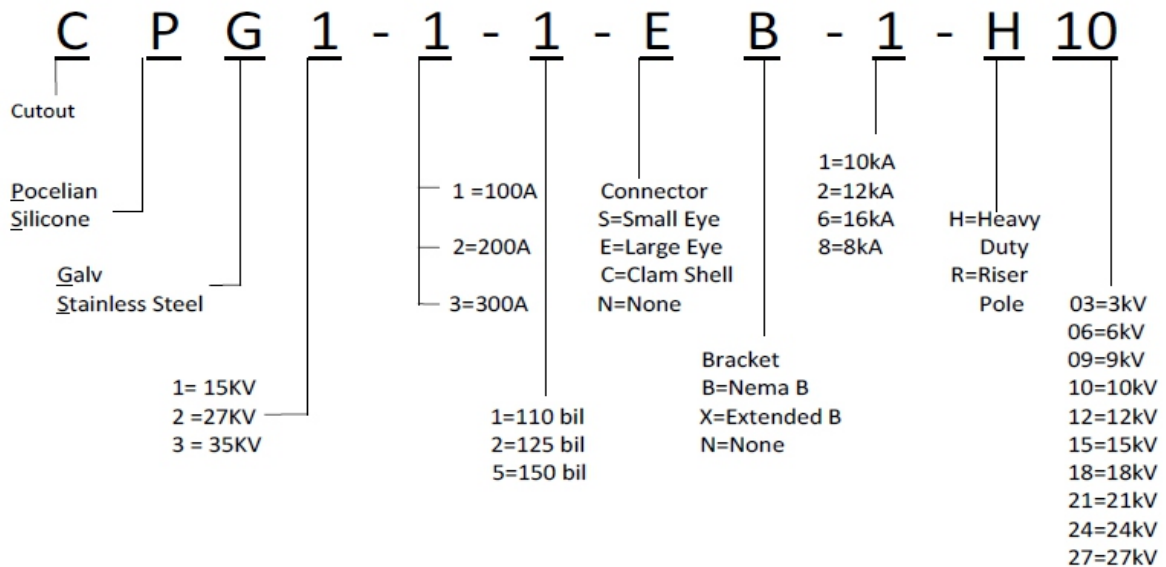 C P G 1 - 1 - 1 - E B - 1 - H 10
Cutout
Pocelian
Silicone
Galv
Stainless Steel
1= 15KV
2 =27KV
3 = 35KV
1 =100A
2=200A
3=300A
1=110 bil
2=125 bil
5=150 bil
Connector
S=Small Eye
E=Large Eye
C=Clam Shell
N=None
Bracket
B=Nema B
X=Extended B
N=None
1=10kA
2=12kA
6=16kA
8=8kA
H=Heavy
Duty
R=Riser
Pole
03=3kV
06=6kV
09=9kV
10=10kV
12=12kV
15=15kV
18=18kV
21=21kV
24=24kV
27=27kV